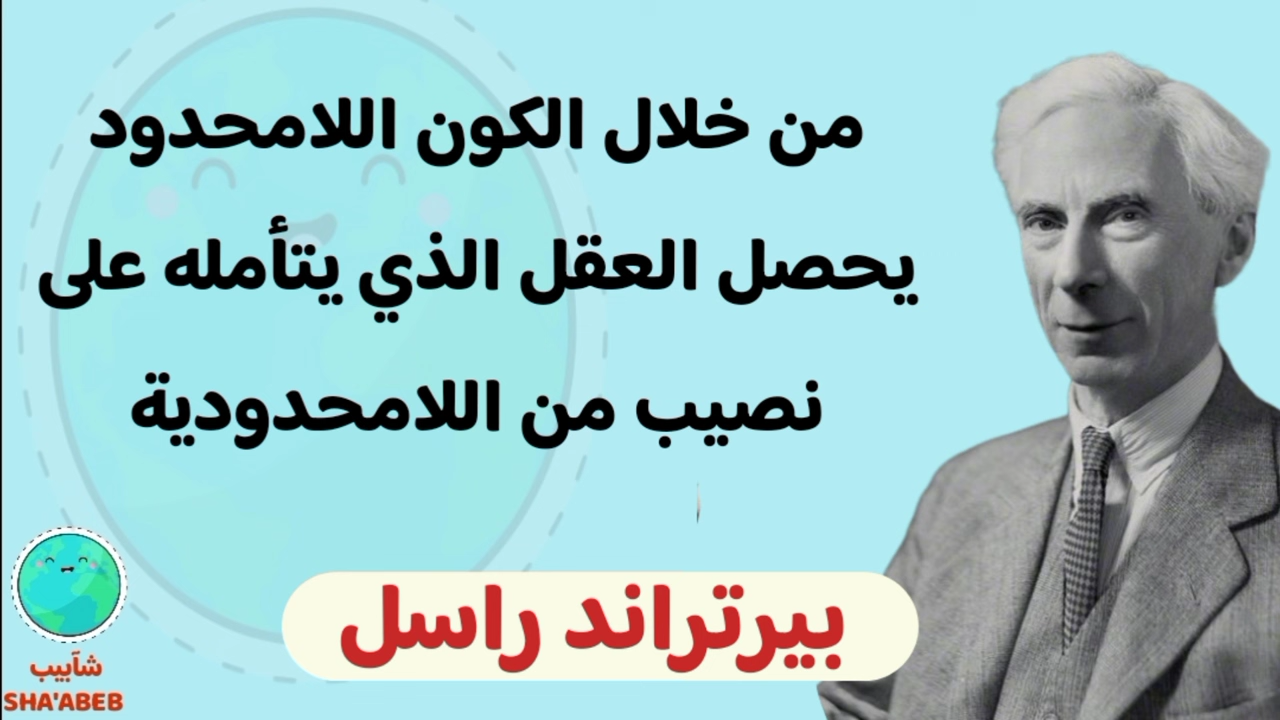 من خلال الكون اللامحدود
يحصل العقل الذي يتأمله على
نصيب من اللامحدودية
بيرتراند راسل
شآبيب
SHA'ABEB